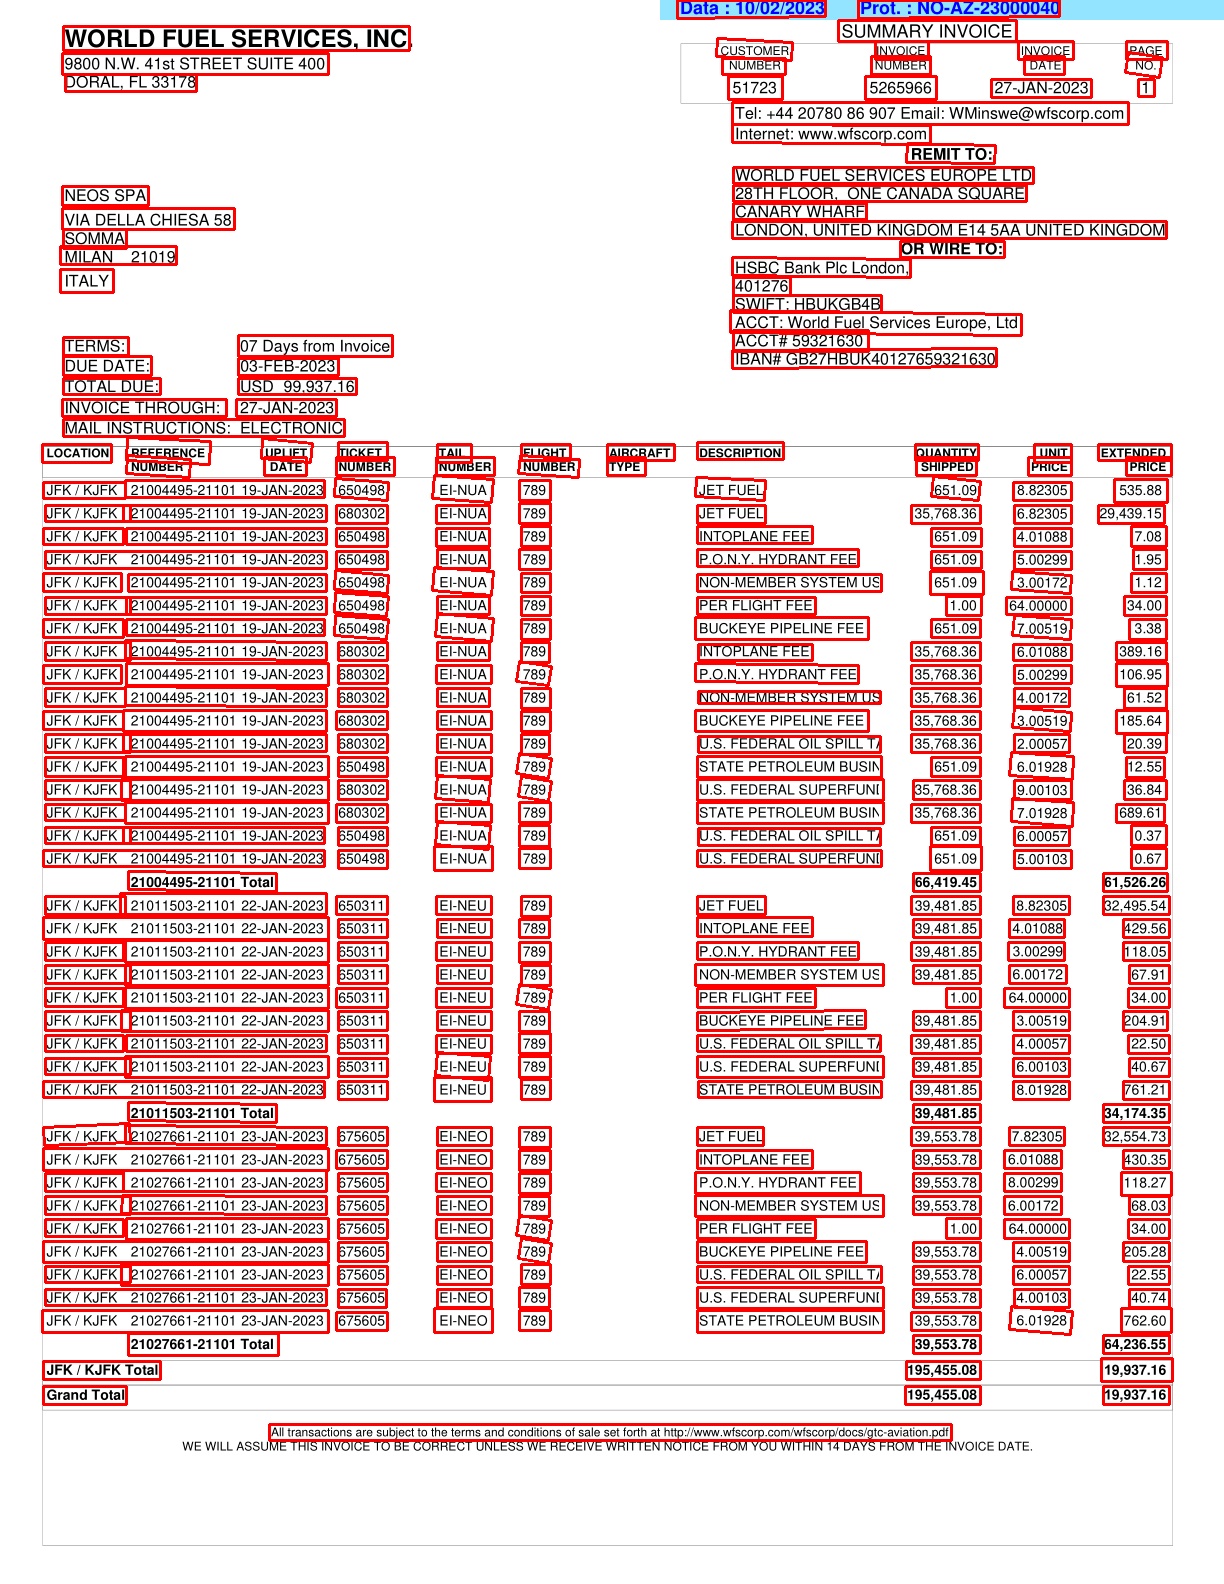 Data : 10/02/2023 Prot. : NO-AZ-23000040
WORLD FUEL SERVICES, INC
9800 N.W. 41st STREET SUITE 400
DORAL, FL 33178
SUMMARY INVOICE
CUSTOMER NUMBER INVOICE NUMBER INVOICE DATE PAGE NO.
51723 5265966 27-JAN-2023 1
Tel: +44 20780 86 907 Email: WMinswe@wfscorp.com
Internet: www.wfscorp.com
REMIT TO:
WORLD FUEL SERVICES EUROPE LTD
28TH FLOOR, ONE CANADA SQUARE
CANARY WHARF
LONDON, UNITED KINGDOM E14 5AA UNITED KINGDOM
OR WIRE TO:
HSBC Bank Plc London,
401276
SWIFT: HBUKGB4B
ACCT: World Fuel Services Europe, Ltd
ACCT# 59321630
IBAN# GB27HBUK40127659321630
NEOS SPA
VIA DELLA CHIESA 58
SOMMA
MILAN 21019
ITALY
TERMS: 07 Days from Invoice
DUE DATE: 03-FEB-2023
TOTAL DUE: USD 99,937.16
INVOICE THROUGH: 27-JAN-2023
MAIL INSTRUCTIONS: ELECTRONIC
LOCATION REFERENCE UPLIFT TICKET TAIL FLIGHT AIRCRAFT DESCRIPTION QUANTITY UNIT EXTENDED
NUMBER DATE NUMBER NUMBER NUMBER TYPE SHIPPED PRICE PRICE
JFK / KJFK 21004495-21101 19-JAN-2023 650498 EI-NUA 789 JET FUEL 651.09 8.82305 535.88
JFK / KJFK 21004495-21101 19-JAN-2023 680302 EI-NUA 789 JET FUEL 35,768.36 6.82305 29,439.15
JFK / KJFK 21004495-21101 19-JAN-2023 650498 EI-NUA 789 INTOPLANE FEE 651.09 4.01088 7.08
JFK / KJFK 21004495-21101 19-JAN-2023 650498 EI-NUA 789 P.O.N.Y. HYDRANT FEE 651.09 5.00299 1.95
JFK / KJFK 21004495-21101 19-JAN-2023 650498 EI-NUA 789 NON-MEMBER SYSTEM US 651.09 3.00172 1.12
JFK / KJFK 21004495-21101 19-JAN-2023 650498 EI-NUA 789 PER FLIGHT FEE 1.00 64.00000 34.00
JFK / KJFK 21004495-21101 19-JAN-2023 650498 EI-NUA 789 BUCKEYE PIPELINE FEE 651.09 7.00519 3.38
JFK / KJFK 21004495-21101 19-JAN-2023 680302 EI-NUA 789 INTOPLANE FEE 35,768.36 6.01088 389.16
JFK / KJFK 21004495-21101 19-JAN-2023 680302 EI-NUA 789 P.O.N.Y. HYDRANT FEE 35,768.36 5.00299 106.95
JFK / KJFK 21004495-21101 19-JAN-2023 680302 EI-NUA 789 NON-MEMBER SYSTEM US 35,768.36 4.00172 61.52
JFK / KJFK 21004495-21101 19-JAN-2023 680302 EI-NUA 789 BUCKEYE PIPELINE FEE 35,768.36 3.00519 185.64
JFK / KJFK 21004495-21101 19-JAN-2023 680302 EI-NUA 789 U.S. FEDERAL OIL SPILL TA 35,768.36 2.00057 20.39
JFK / KJFK 21004495-21101 19-JAN-2023 650498 EI-NUA 789 STATE PETROLEUM BUSIN 651.09 6.01928 12.55
JFK / KJFK 21004495-21101 19-JAN-2023 680302 EI-NUA 789 U.S. FEDERAL SUPERFUND 35,768.36 9.00103 36.84
JFK / KJFK 21004495-21101 19-JAN-2023 680302 EI-NUA 789 STATE PETROLEUM BUSIN 35,768.36 7.01928 689.61
JFK / KJFK 21004495-21101 19-JAN-2023 650498 EI-NUA 789 U.S. FEDERAL OIL SPILL TA 651.09 6.00057 0.37
JFK / KJFK 21004495-21101 19-JAN-2023 650498 EI-NUA 789 U.S. FEDERAL SUPERFUND 651.09 5.00103 0.67
21004495-21101 Total 66,419.45 61,526.26
JFK / KJFK 21011503-21101 22-JAN-2023 650311 EI-NEU 789 JET FUEL 39,481.85 8.82305 32,495.54
JFK / KJFK 21011503-21101 22-JAN-2023 650311 EI-NEU 789 INTOPLANE FEE 39,481.85 4.01088 429.56
JFK / KJFK 21011503-21101 22-JAN-2023 650311 EI-NEU 789 P.O.N.Y. HYDRANT FEE 39,481.85 3.00299 118.05
JFK / KJFK 21011503-21101 22-JAN-2023 650311 EI-NEU 789 NON-MEMBER SYSTEM US 39,481.85 6.00172 67.91
JFK / KJFK 21011503-21101 22-JAN-2023 650311 EI-NEU 789 PER FLIGHT FEE 1.00 64.00000 34.00
JFK / KJFK 21011503-21101 22-JAN-2023 650311 EI-NEU 789 BUCKEYE PIPELINE FEE 39,481.85 3.00519 204.91
JFK / KJFK 21011503-21101 22-JAN-2023 650311 EI-NEU 789 U.S. FEDERAL OIL SPILL TA 39,481.85 4.00057 22.50
JFK / KJFK 21011503-21101 22-JAN-2023 650311 EI-NEU 789 U.S. FEDERAL SUPERFUND 39,481.85 6.00103 40.67
JFK / KJFK 21011503-21101 22-JAN-2023 650311 EI-NEU 789 STATE PETROLEUM BUSIN 39,481.85 8.01928 761.21
21011503-21101 Total 39,481.85 34,174.35
JFK / KJFK 21027661-21101 23-JAN-2023 675605 EI-NEO 789 JET FUEL 39,553.78 7.82305 32,554.73
JFK / KJFK 21027661-21101 23-JAN-2023 675605 EI-NEO 789 INTOPLANE FEE 39,553.78 6.01088 430.35
JFK / KJFK 21027661-21101 23-JAN-2023 675605 EI-NEO 789 P.O.N.Y. HYDRANT FEE 39,553.78 8.00299 118.27
JFK / KJFK 21027661-21101 23-JAN-2023 675605 EI-NEO 789 NON-MEMBER SYSTEM US 39,553.78 6.00172 68.03
JFK / KJFK 21027661-21101 23-JAN-2023 675605 EI-NEO 789 PER FLIGHT FEE 1.00 64.00000 34.00
JFK / KJFK 21027661-21101 23-JAN-2023 675605 EI-NEO 789 BUCKEYE PIPELINE FEE 39,553.78 4.00519 205.28
JFK / KJFK 21027661-21101 23-JAN-2023 675605 EI-NEO 789 U.S. FEDERAL OIL SPILL TA 39,553.78 6.00057 22.55
JFK / KJFK 21027661-21101 23-JAN-2023 675605 EI-NEO 789 U.S. FEDERAL SUPERFUND 39,553.78 4.00103 40.74
JFK / KJFK 21027661-21101 23-JAN-2023 675605 EI-NEO 789 STATE PETROLEUM BUSIN 39,553.78 6.01928 762.60
21027661-21101 Total 39,553.78 64,236.55
JFK / KJFK Total 195,455.08 19,937.16
Grand Total 195,455.08 19,937.16
All transactions are subject to the terms and conditions of sale set forth at http://www.wfscorp.com/wfscorp/docs/gtc-aviation.pdf
WE WILL ASSUME THIS INVOICE TO BE CORRECT UNLESS WE RECEIVE WRITTEN NOTICE FROM YOU WITHIN 14 DAYS FROM THE INVOICE DATE.